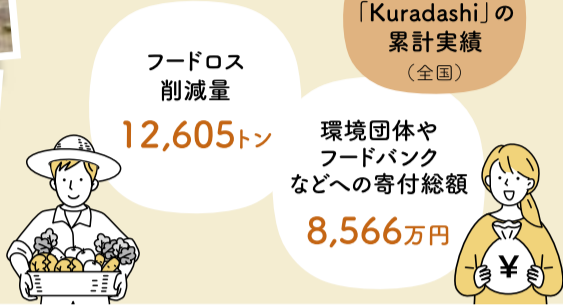 「Kuradashi」の
累計実績
（全国）
フードロス
削減量
12,605トン
環境団体や
フードバンク
などへの寄付総額
8,566万円
¥